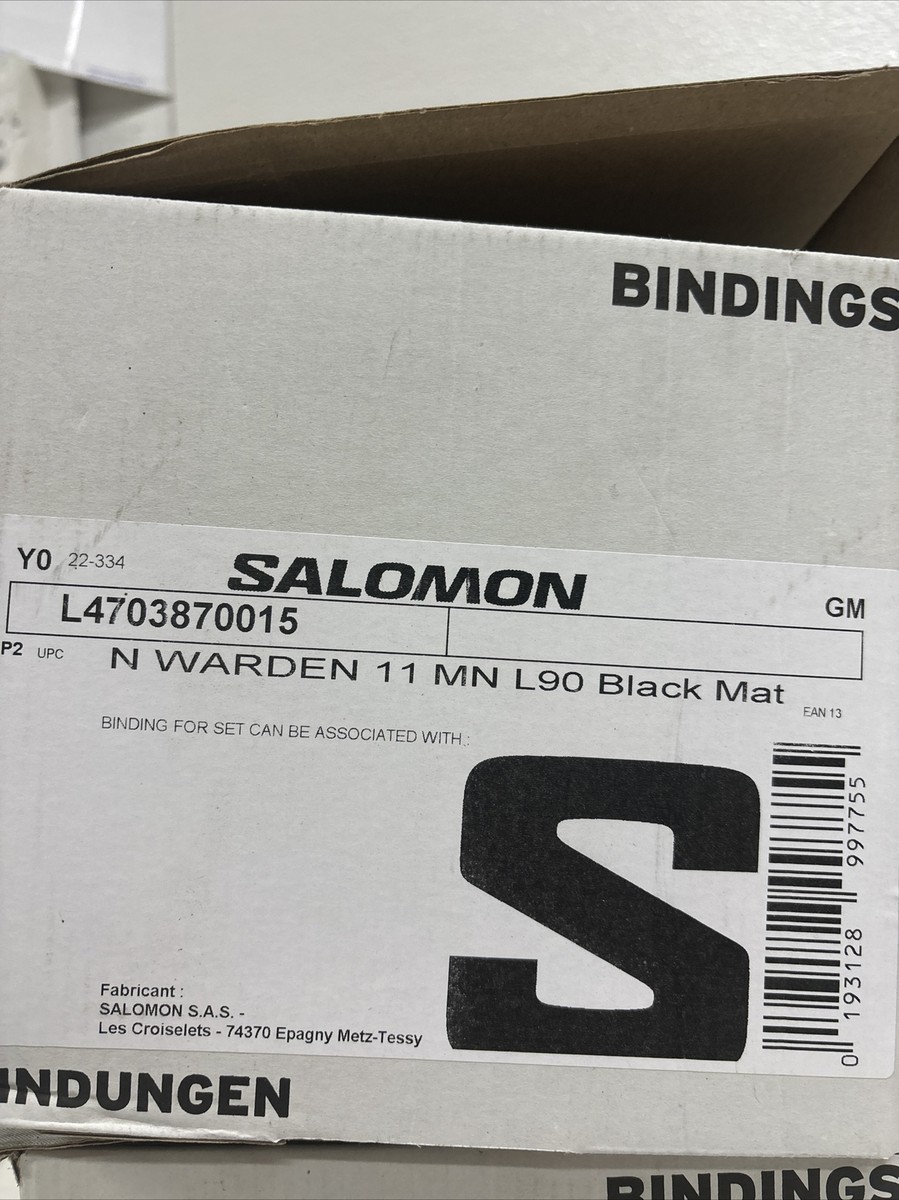 BINDINGS
Y0 22-334 SALOMON GM
L4703870015
P2 UPC N WARDEN 11 MN L90 Black Mat
EAN 13
BINDING FOR SET CAN BE ASSOCIATED WITH :
S
0 193128 997755
Fabricant :
SALOMON S.A.S. -
Les Croiselets - 74370 Epagny Metz-Tessy
INDUNGEN
BINDINGS